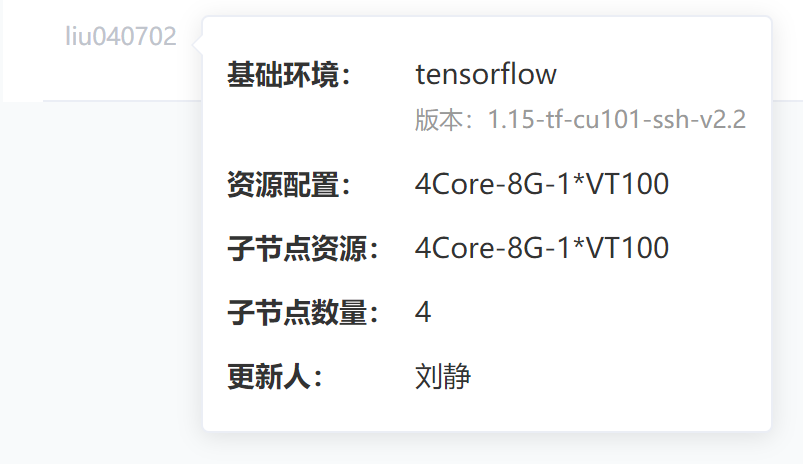 liu040702
基础环境： tensorflow
版本：1.15-tf-cu101-ssh-v2.2
资源配置： 4Core-8G-1*VT100
子节点资源： 4Core-8G-1*VT100
子节点数量： 4
更新人： 刘静